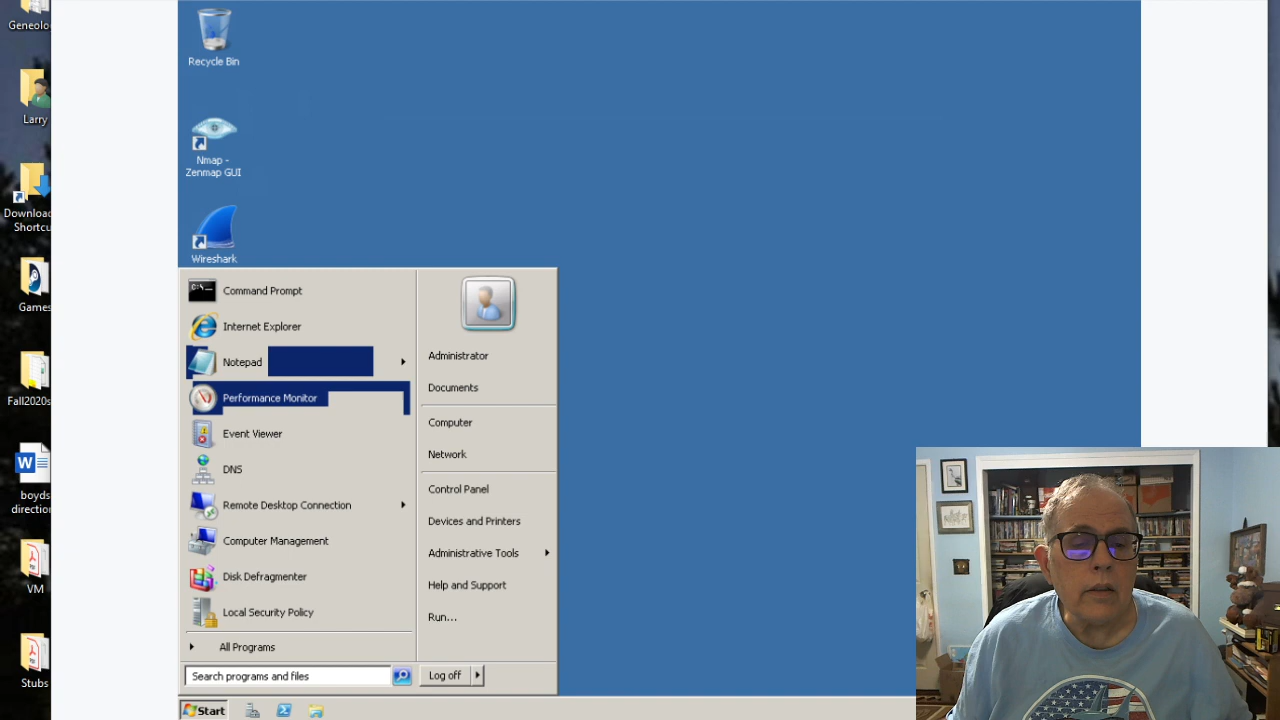 Geneolo
Larry
Downloac
Shortcu
Games
Fall2020s
boyds
direction
VM
Stubs
Recycle Bin
Nmap -
Zenmap GUI
Wireshark
Command Prompt
Internet Explorer
Notepad
Performance Monitor
Event Viewer
DNS
Remote Desktop Connection
Computer Management
Disk Defragmenter
Local Security Policy
All Programs
Search programs and files
Administrator
Documents
Computer
Network
Control Panel
Devices and Printers
Administrative Tools
Help and Support
Run...
Log off
Start